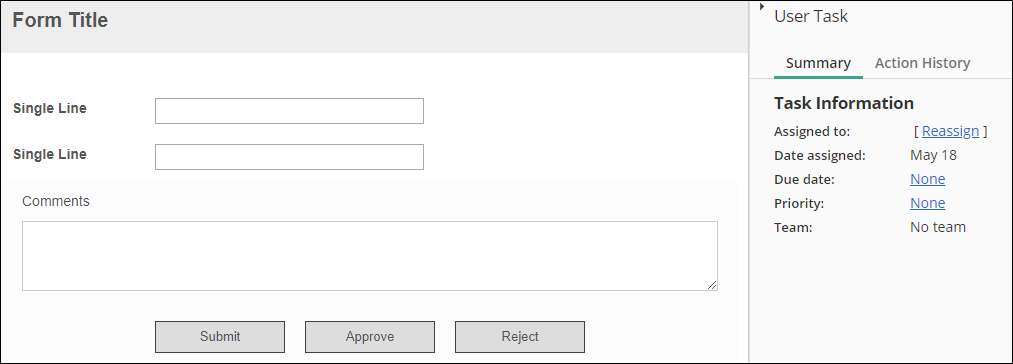 Form Title
Single Line
Single Line
Comments
Submit Approve Reject
User Task
Summary Action History
Task Information
Assigned to: [ Reassign ]
Date assigned: May 18
Due date: None
Priority: None
Team: No team